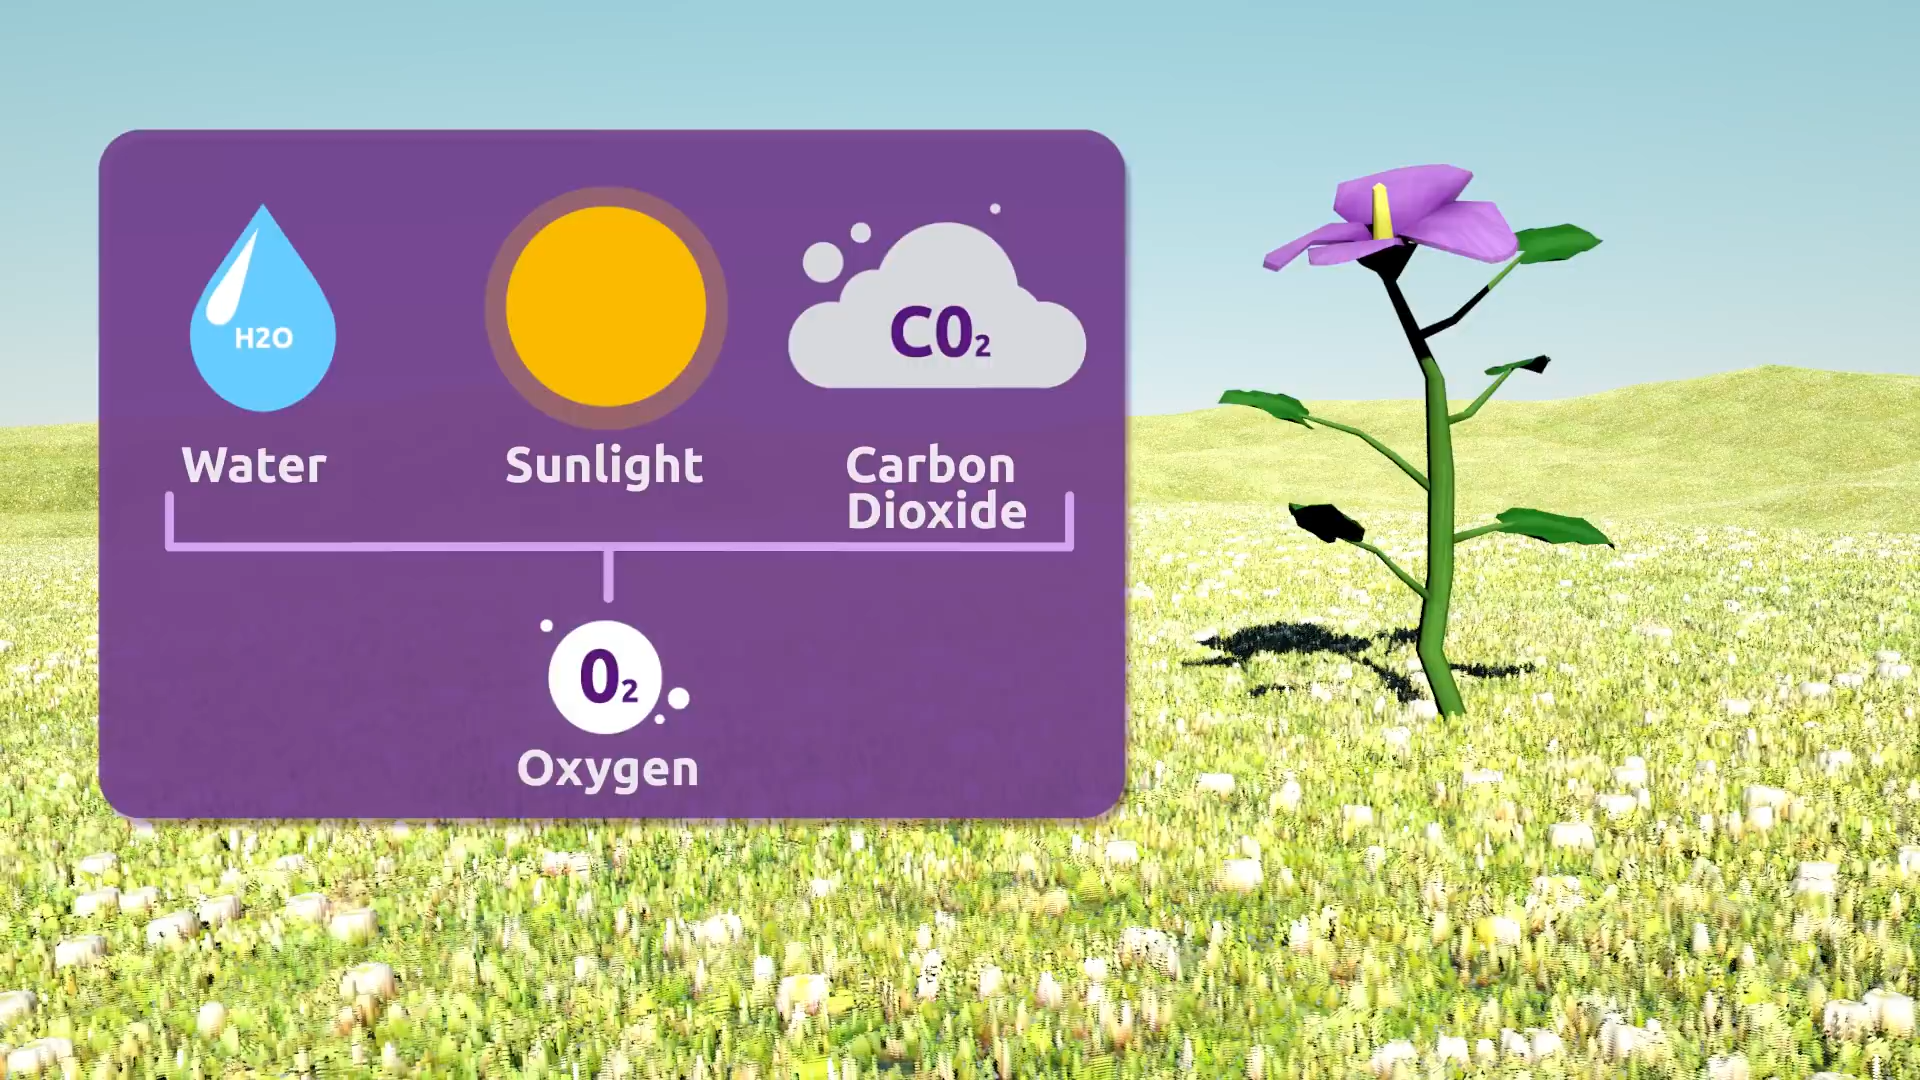 H2O
CO₂
Water
Sunlight
Carbon
Dioxide
O₂
Oxygen